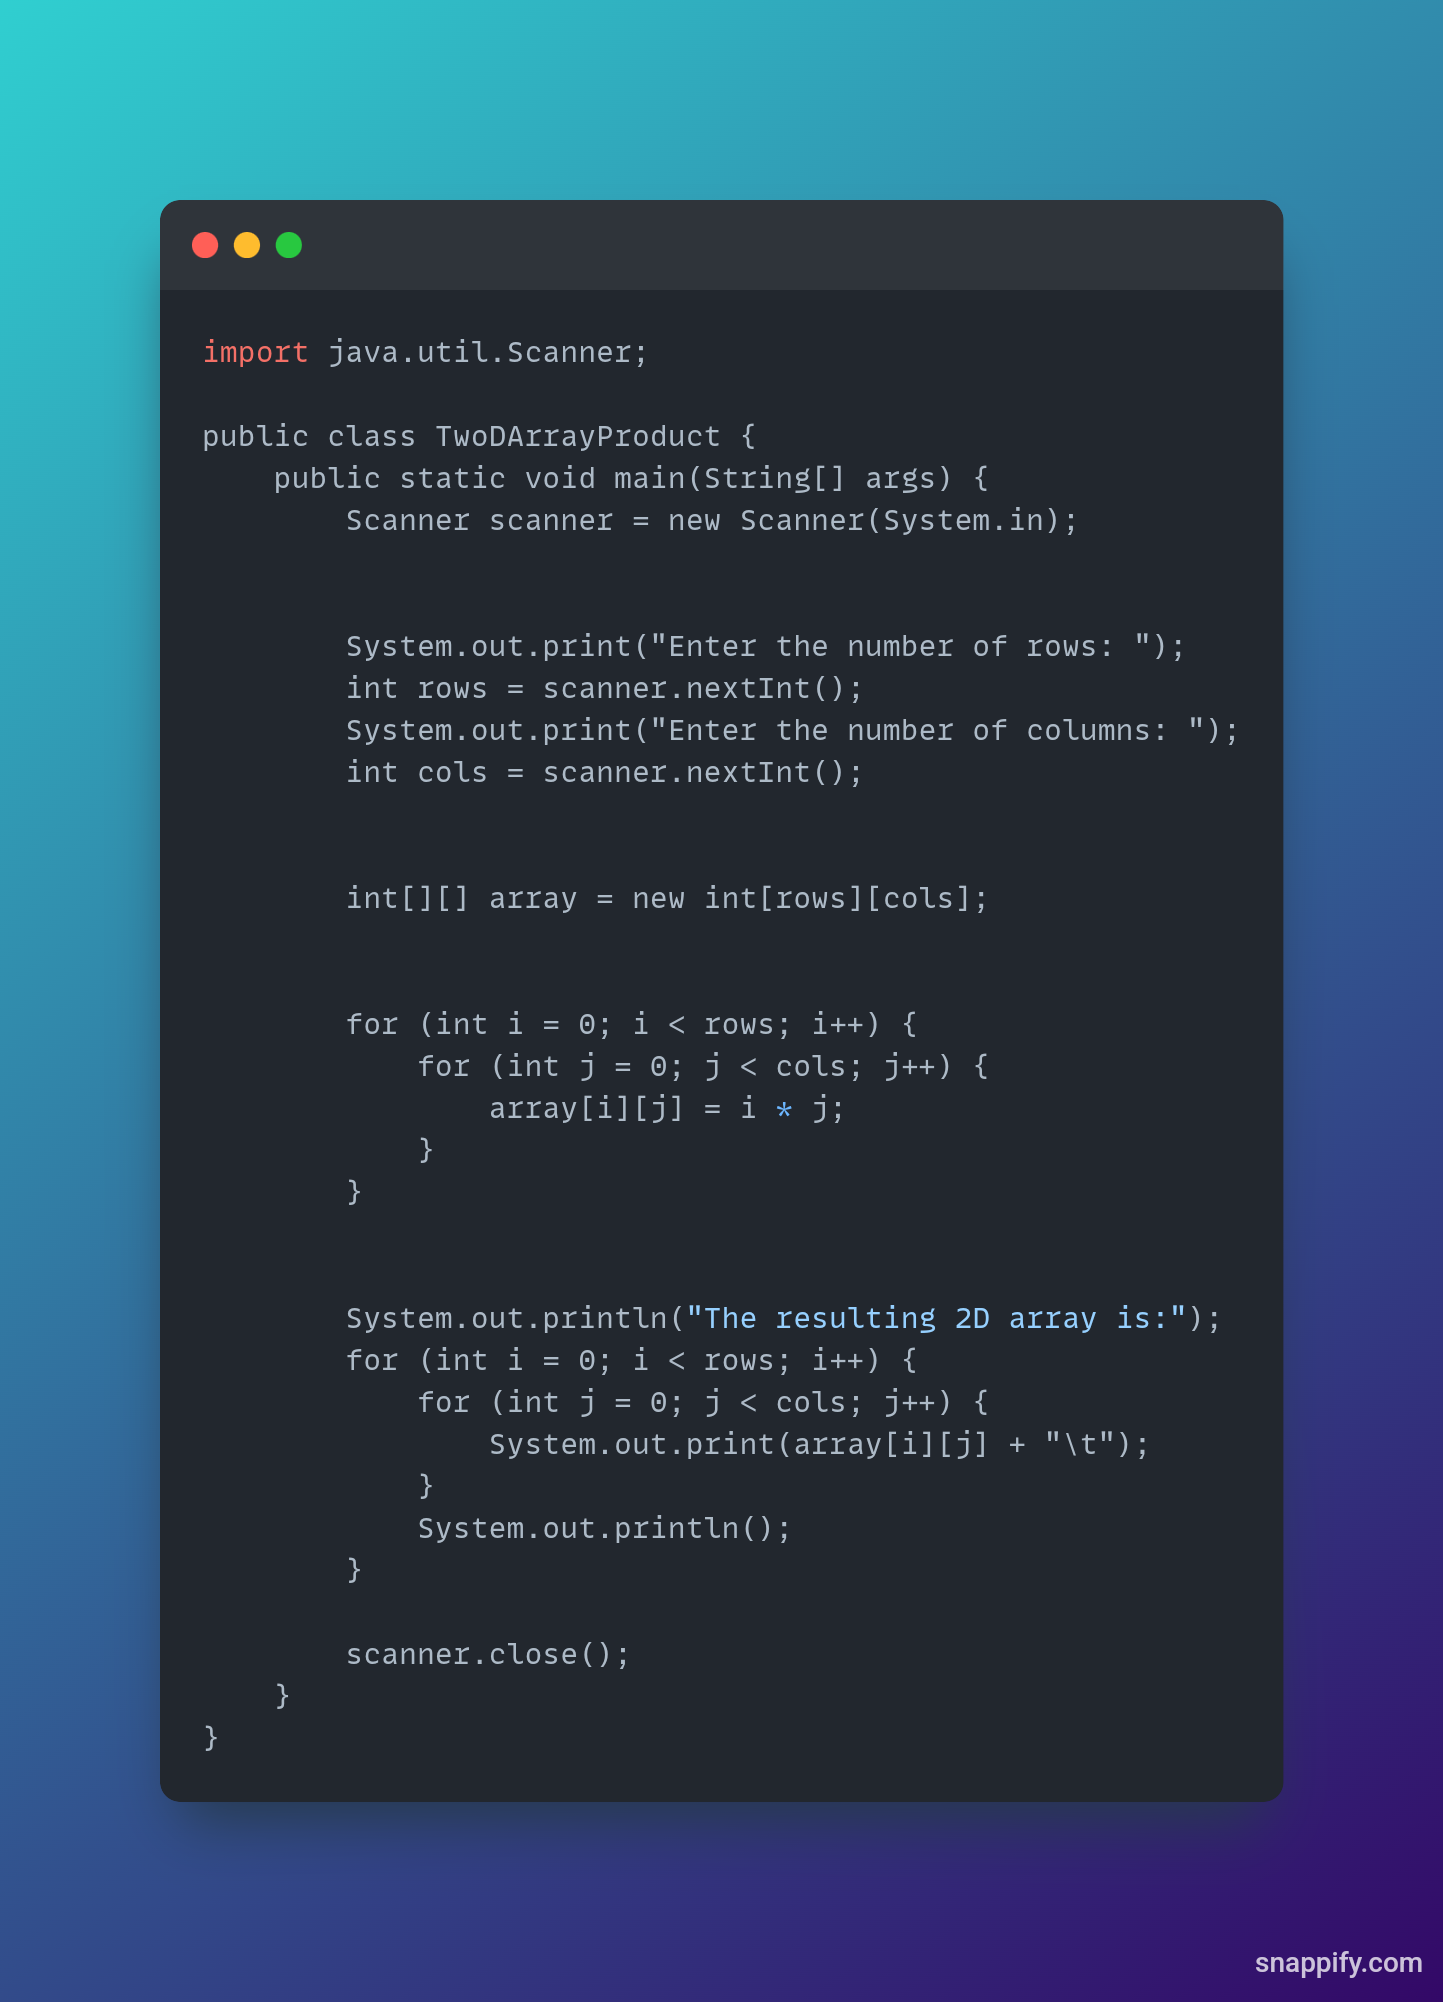 import java.util.Scanner;
public class TwoDArrayProduct {
    public static void main(String[] args) {
        Scanner scanner = new Scanner(System.in);
        System.out.print("Enter the number of rows: ");
        int rows = scanner.nextInt();
        System.out.print("Enter the number of columns: ");
        int cols = scanner.nextInt();
        int[][] array = new int[rows][cols];
        for (int i = 0; i < rows; i++) {
            for (int j = 0; j < cols; j++) {
                array[i][j] = i * j;
            }
        }
        System.out.println("The resulting 2D array is:");
        for (int i = 0; i < rows; i++) {
            for (int j = 0; j < cols; j++) {
                System.out.print(array[i][j] + "\t");
            }
            System.out.println();
        }
        scanner.close();
    }
}
snappify.com